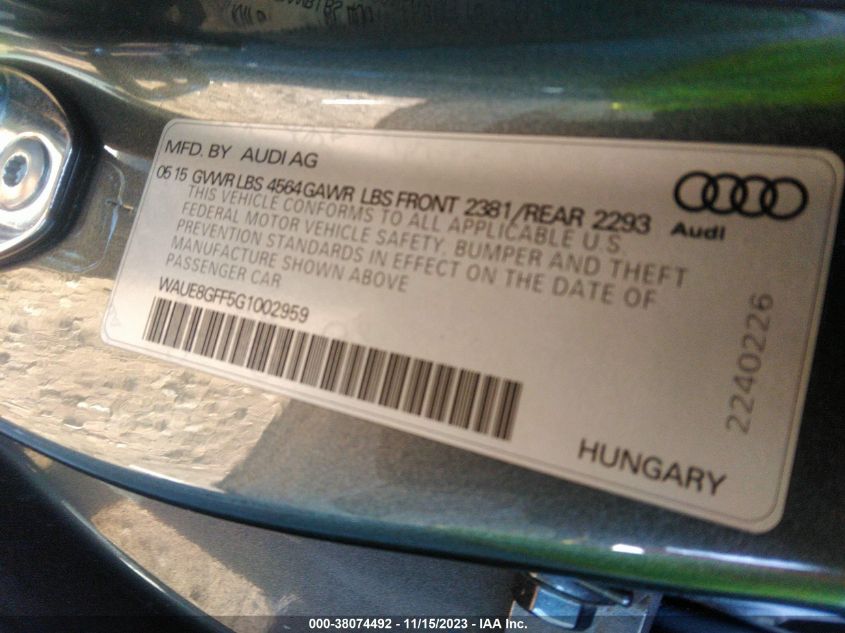 MFD. BY AUDI AG
05 15 GVWR LBS 4564 GAWR LBS FRONT 2381/REAR 2293
THIS VEHICLE CONFORMS TO ALL APPLICABLE U.S.
FEDERAL MOTOR VEHICLE SAFETY, BUMPER AND THEFT
PREVENTION STANDARDS IN EFFECT ON THE DATE OF
MANUFACTURE SHOWN ABOVE
PASSENGER CAR
WAUE8GFF5G1002959
Audi
2240226
HUNGARY
000-38074492 - 11/15/2023 - IAA Inc.